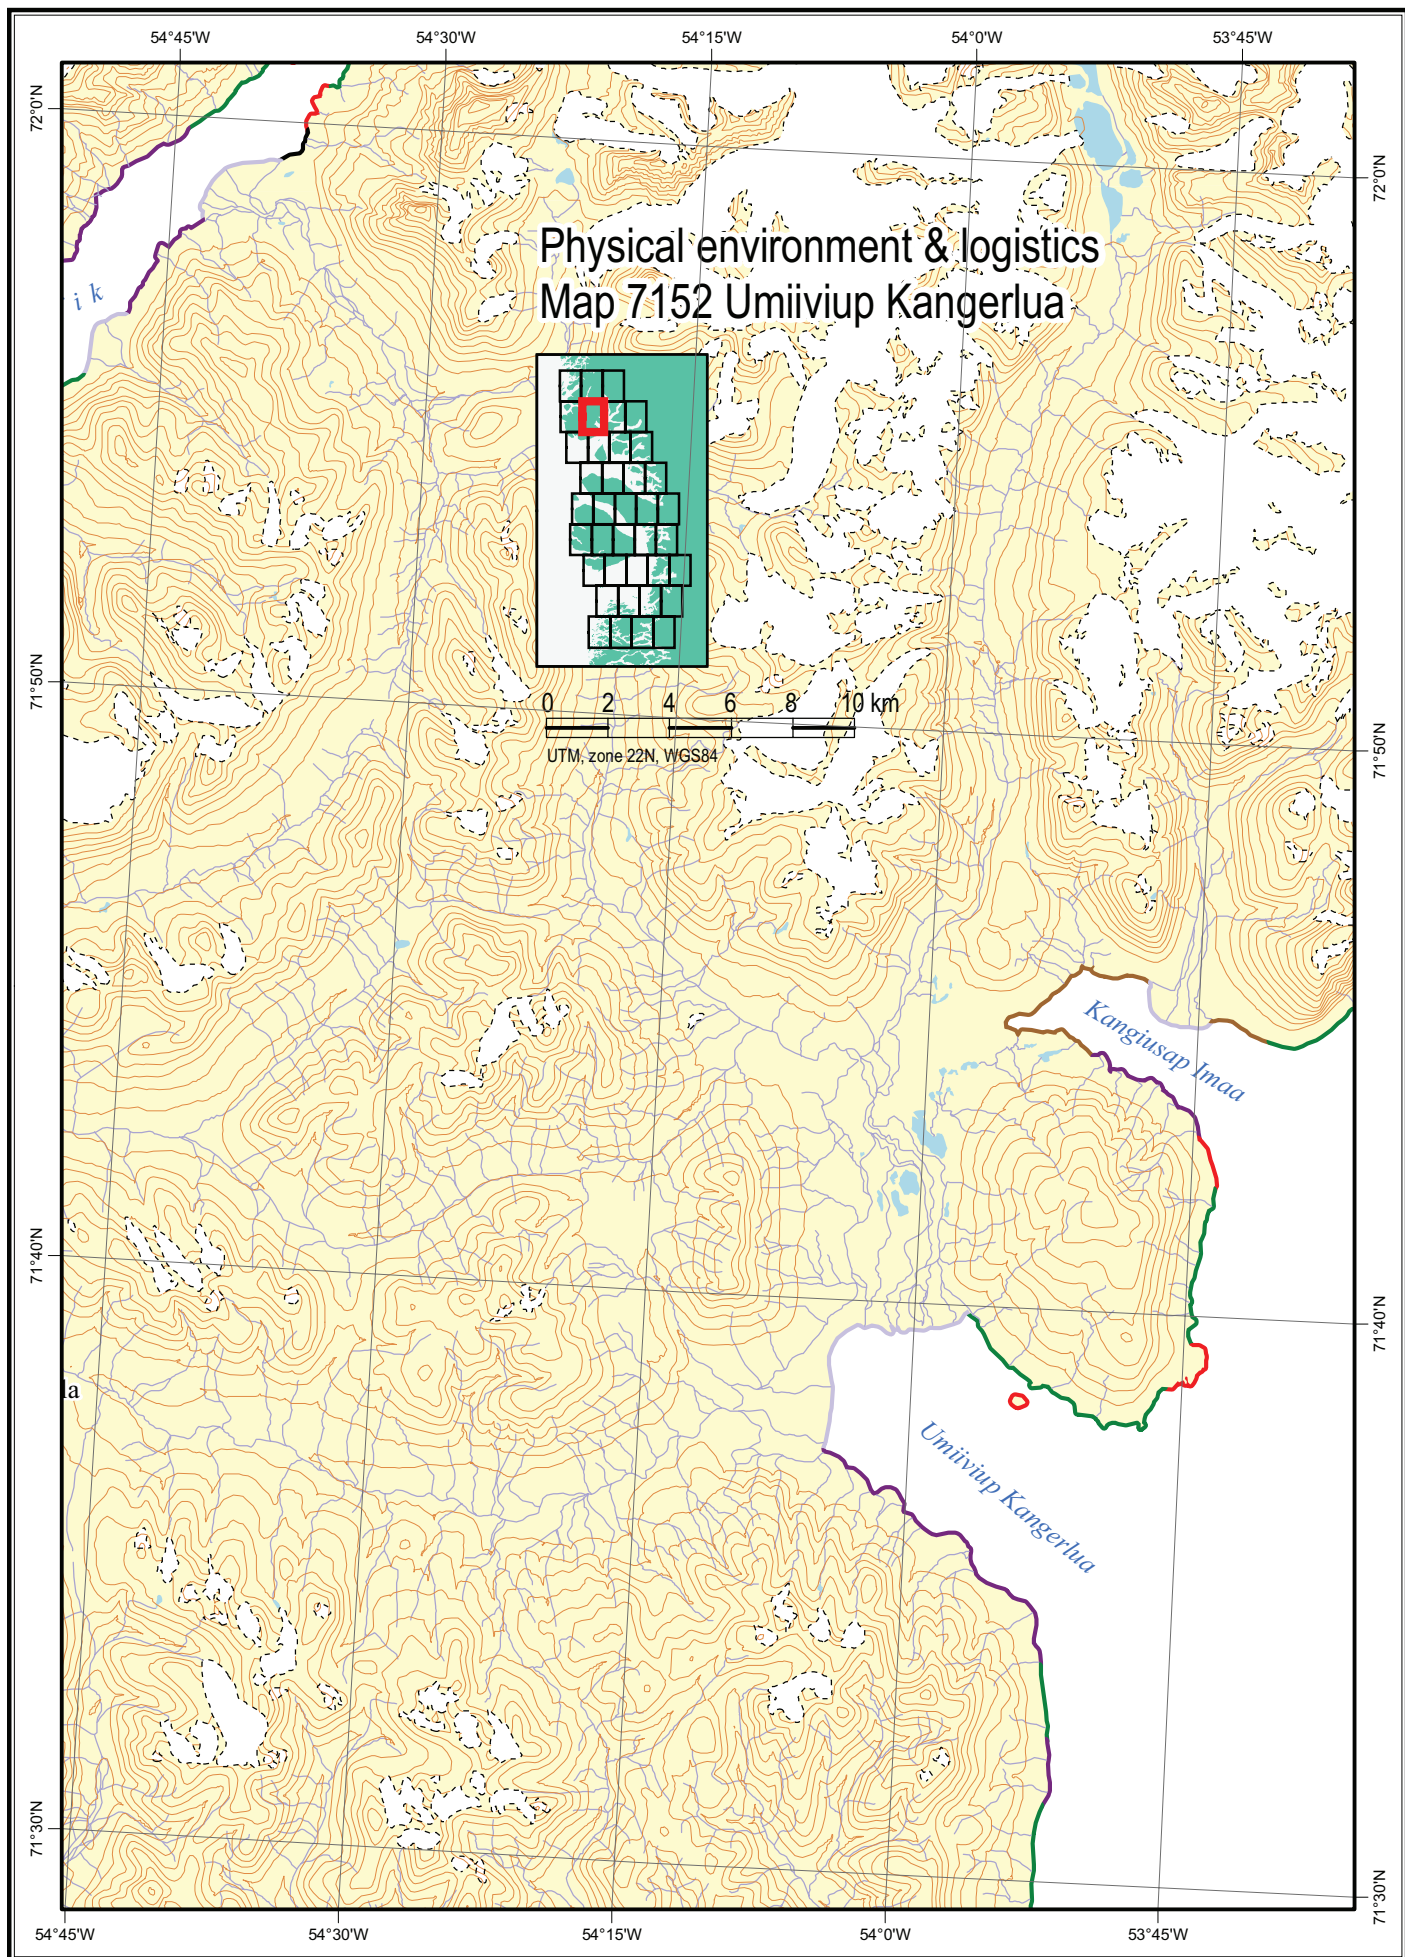 54°45'W 54°30'W 54°15'W 54°0'W 53°45'W
72°0'N
72°0'N
ik
Physical environment & logistics
Map 7152 Umiiviup Kangerlua
71°50'N
0 2 4 6 8 10 km
71°50'N
UTM, zone 22N, WGS84
Kangiusap Imaa
71°40'N
71°40'N
la
Umiiviup Kangerlua
71°30'N
71°30'N
54°45'W 54°30'W 54°15'W 54°0'W 53°45'W